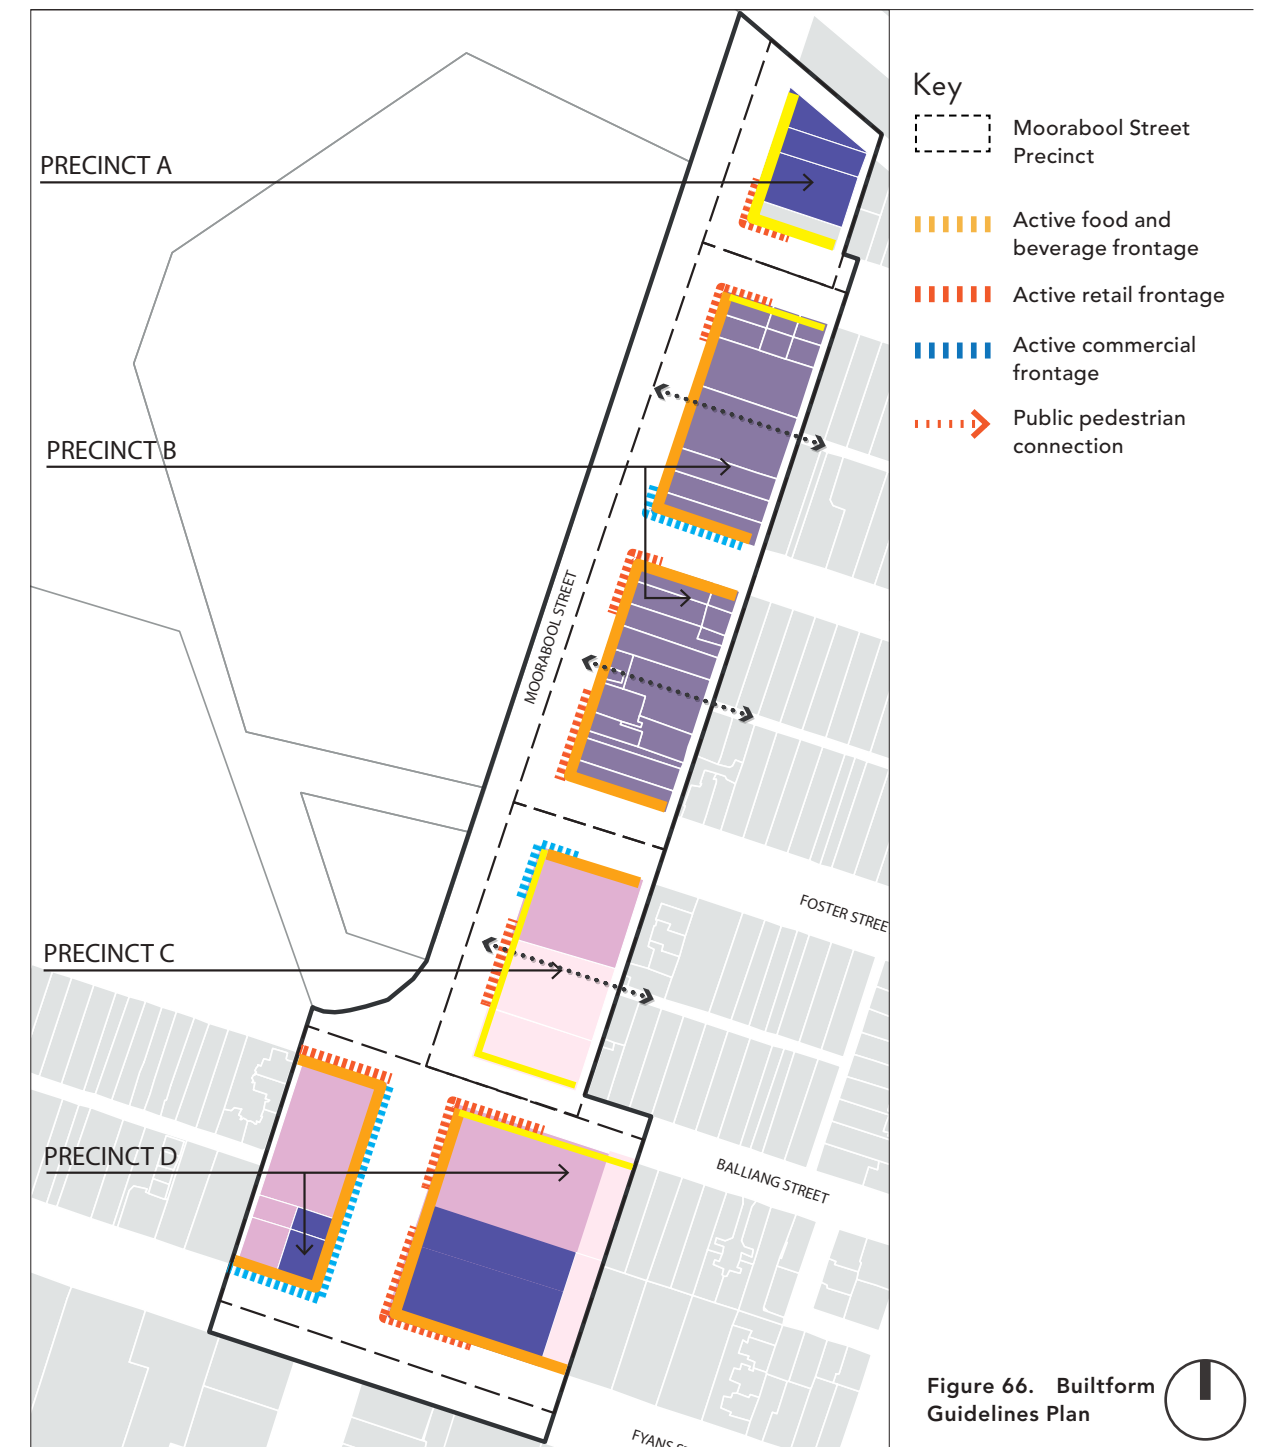 PRECINCT A
PRECINCT B
MOORABOOL STREET
FOSTER STREE
PRECINCT C
PRECINCT D
BALLIANG STREET
FYANS S
Key
Moorabool Street
Precinct
Active food and
beverage frontage
Active retail frontage
Active commercial
frontage
Public pedestrian
connection
Figure 66. Builtform
Guidelines Plan